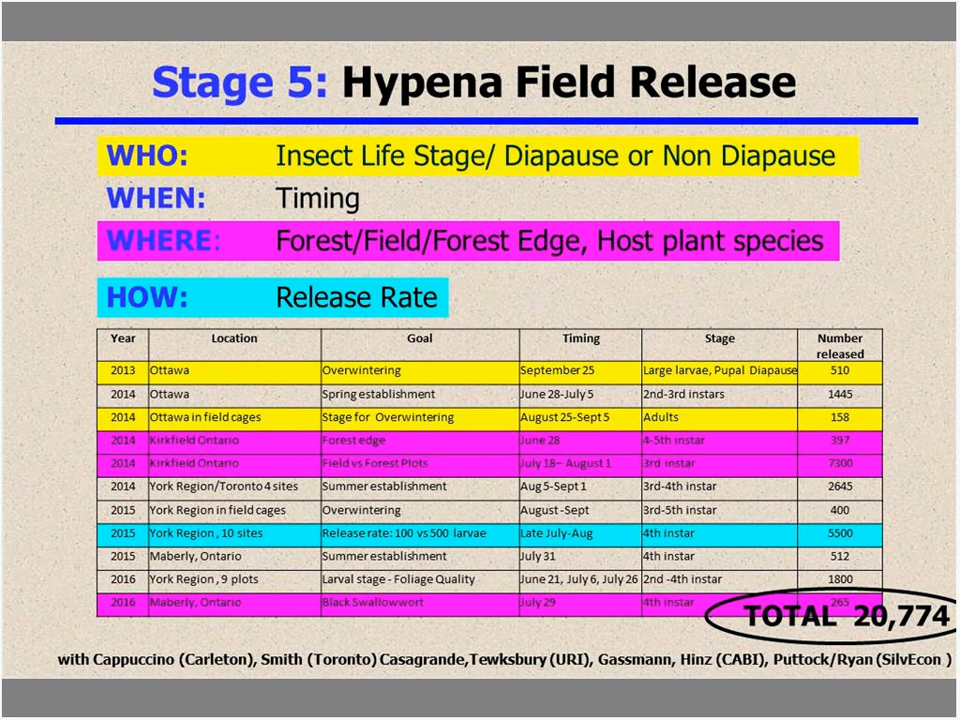 Stage 5: Hypena Field Release
WHO: Insect Life Stage/ Diapause or Non Diapause
WHEN: Timing
WHERE: Forest/Field/Forest Edge, Host plant species
HOW: Release Rate
Year Location Goal Timing Stage Number released
2013 Ottawa Overwintering September 25 Large larvae, Pupal Diapause 510
2014 Ottawa Spring establishment June 28-July 5 2nd-3rd instars 1445
2014 Ottawa in field cages Stage for Overwintering August 25-Sept 5 Adults 158
2014 Kirkfield Ontario Forest edge June 28 4-5th instar 397
2014 Kirkfield Ontario Field vs Forest Plots July 18– August 1 3rd instar 7300
2014 York Region/Toronto 4 sites Summer establishment Aug 5-Sept 1 3rd-4th instar 2645
2015 York Region in field cages Overwintering August -Sept 3rd-5th instar 400
2015 York Region , 10 sites Release rate: 100 vs 500 larvae Late July-Aug 4th instar 5500
2015 Maberly, Ontario Summer establishment July 31 4th instar 512
2016 York Region , 9 plots Larval stage - Foliage Quality June 21, July 6, July 26 2nd -4th instar 1800
2016 Maberly, Ontario Black Swallowwort July 29 4th instar 265
TOTAL 20,774
with Cappuccino (Carleton), Smith (Toronto) Casagrande,Tewksbury (URI), Gassmann, Hinz (CABI), Puttock/Ryan (SilvEcon )